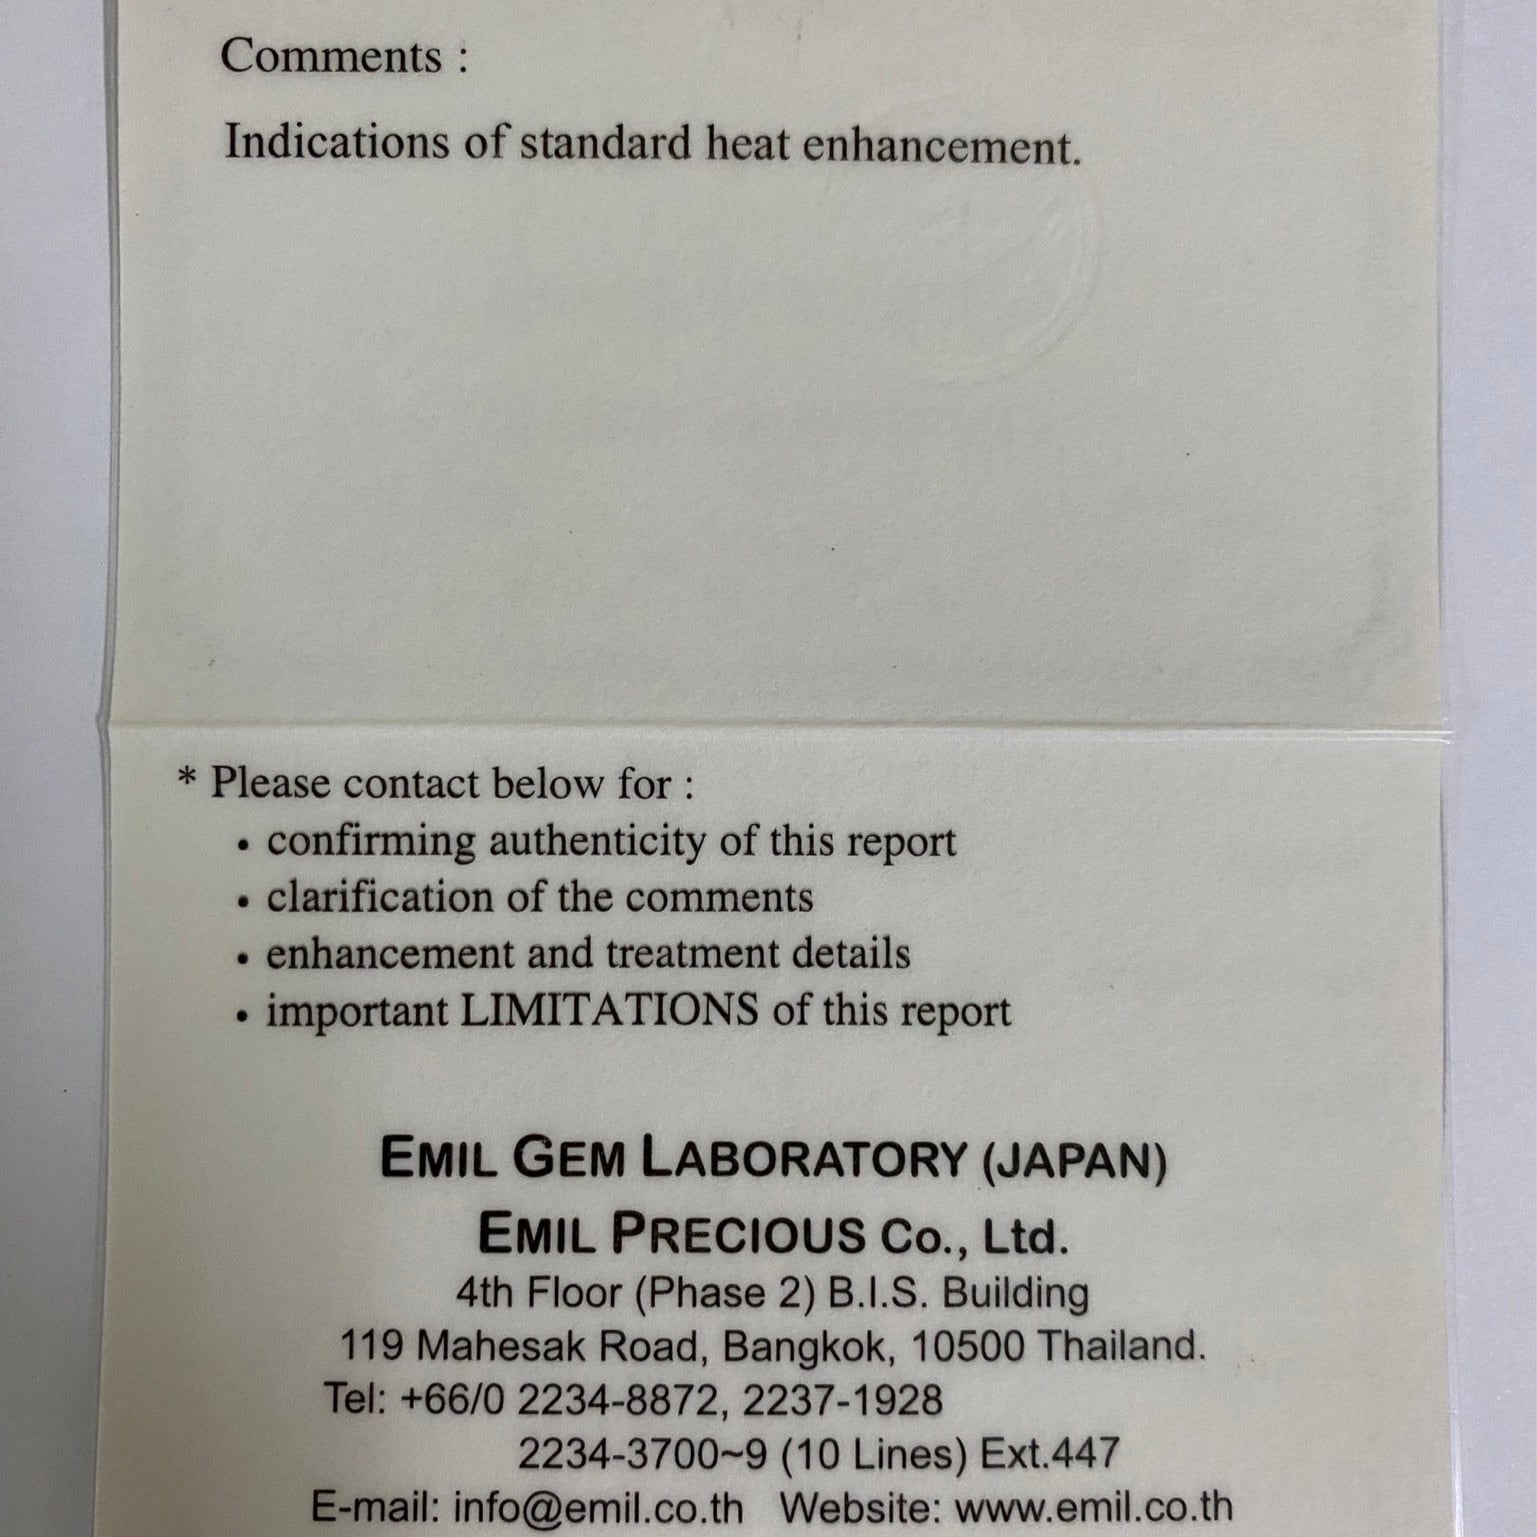 Comments :
Indications of standard heat enhancement.
* Please contact below for :
• confirming authenticity of this report
• clarification of the comments
• enhancement and treatment details
• important LIMITATIONS of this report
EMIL GEM LABORATORY (JAPAN)
EMIL PRECIOUS Co., Ltd.
4th Floor (Phase 2) B.I.S. Building
119 Mahesak Road, Bangkok, 10500 Thailand.
Tel: +66/0 2234-8872, 2237-1928
2234-3700~9 (10 Lines) Ext.447
E-mail: info@emil.co.th Website: www.emil.co.th